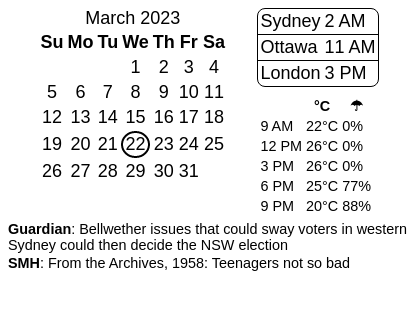 March 2023
Su Mo Tu We Th Fr Sa
1 2 3 4
5 6 7 8 9 10 11
12 13 14 15 16 17 18
19 20 21 22 23 24 25
26 27 28 29 30 31
Sydney 2 AM
Ottawa 11 AM
London 3 PM
°C ☂
9 AM 22°C 0%
12 PM 26°C 0%
3 PM 26°C 0%
6 PM 25°C 77%
9 PM 20°C 88%
Guardian: Bellwether issues that could sway voters in western
Sydney could then decide the NSW election
SMH: From the Archives, 1958: Teenagers not so bad